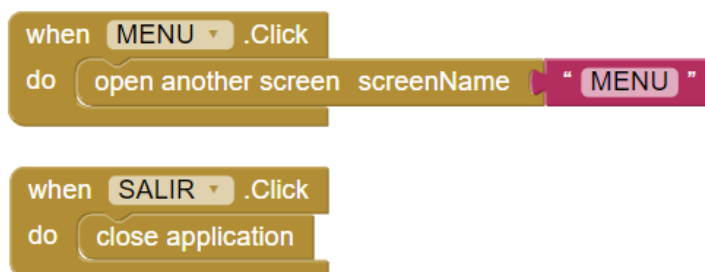 when MENU .Click
do open another screen screenName " MENU "
when SALIR .Click
do close application